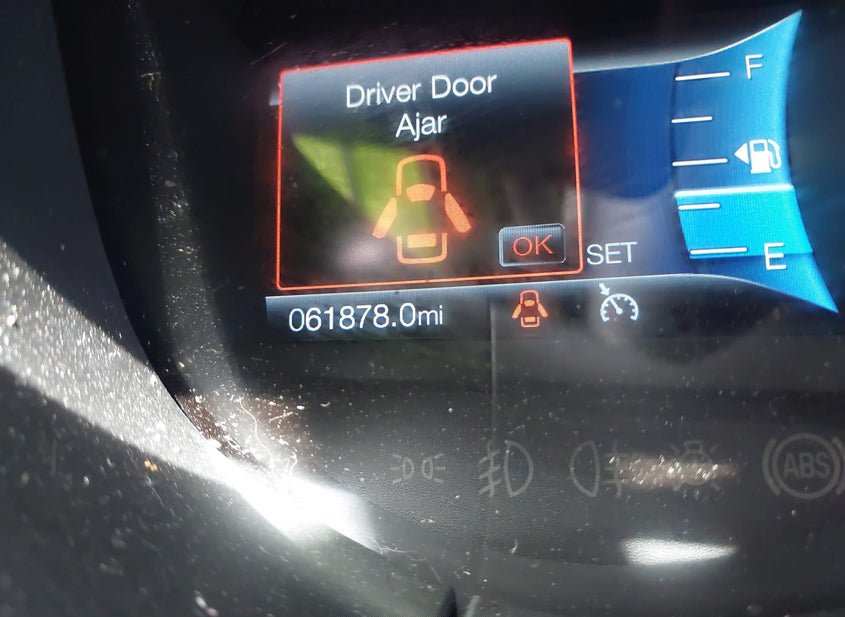 Driver Door
Ajar
OK
SET
F
E
061878.0mi
ABS